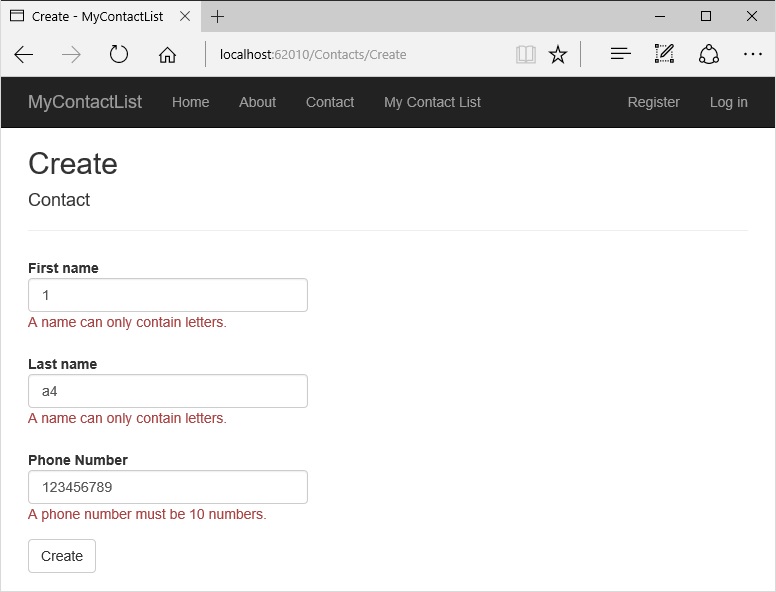 Create - MyContactList
localhost:62010/Contacts/Create
MyContactList Home About Contact My Contact List Register Log in
Create
Contact
First name
1
A name can only contain letters.
Last name
a4
A name can only contain letters.
Phone Number
123456789
A phone number must be 10 numbers.
Create